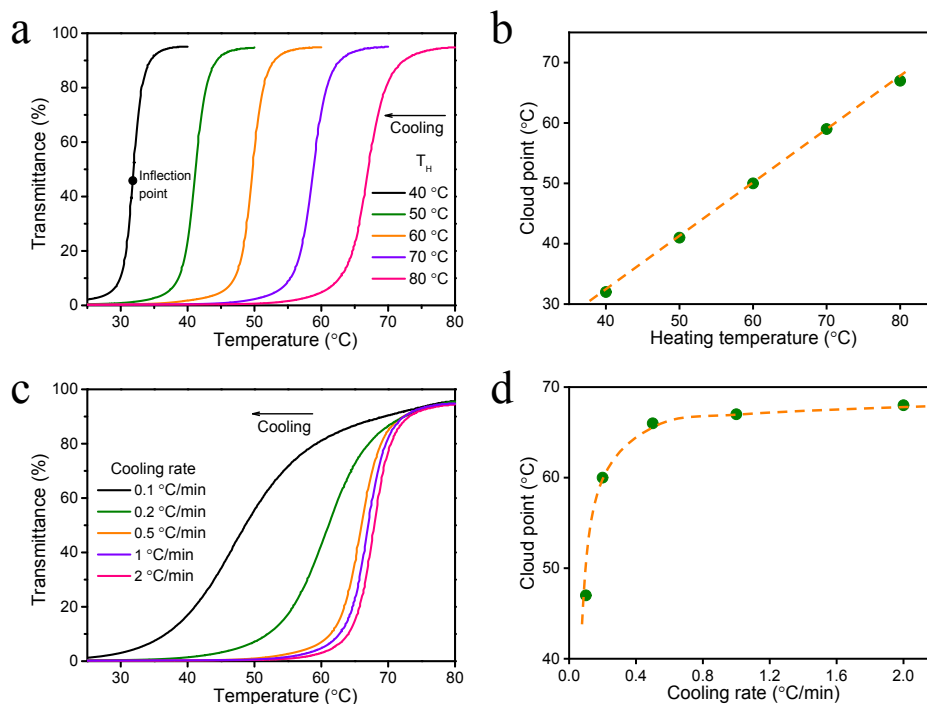 a
Transmittance (%)
100
80
60
40
20
0
Cooling
T_H
Inflection
point
40 °C
50 °C
60 °C
70 °C
80 °C
30 40 50 60 70 80
Temperature (°C)
b
Cloud point (°C)
70
60
50
40
30
40 50 60 70 80
Heating temperature (°C)
c
Transmittance (%)
100
80
60
40
20
0
Cooling
Cooling rate
0.1 °C/min
0.2 °C/min
0.5 °C/min
1 °C/min
2 °C/min
30 40 50 60 70 80
Temperature (°C)
d
Cloud point (°C)
70
60
50
40
0.0 0.4 0.8 1.2 1.6 2.0
Cooling rate (°C/min)